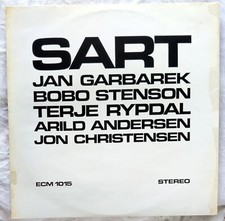 SART
JAN GARBAREK
BOBO STENSON
TERJE RYPDAL
ARILD ANDERSEN
JON CHRISTENSEN
ECM 1015 STEREO